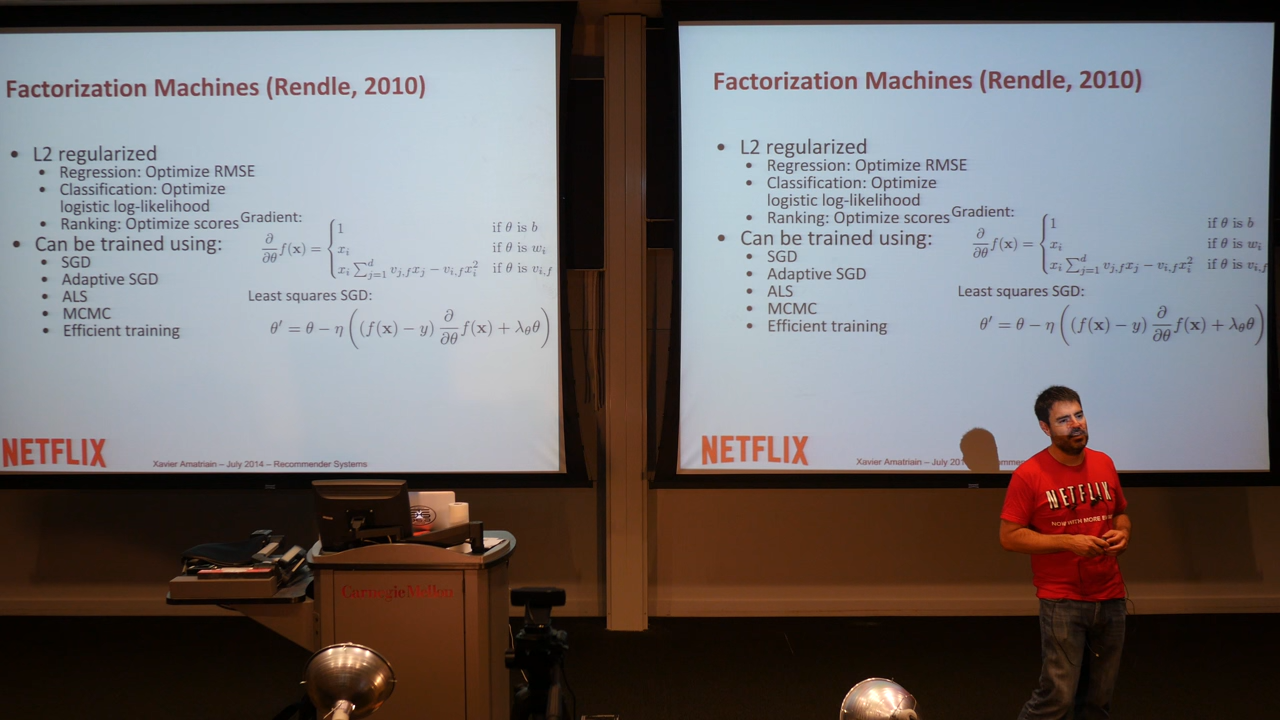 Factorization Machines (Rendle, 2010)
• L2 regularized
• Regression: Optimize RMSE
• Classification: Optimize
logistic log-likelihood
• Ranking: Optimize scores
• Can be trained using:
• SGD
• Adaptive SGD
• ALS
• MCMC
• Efficient training
Gradient:
∂/∂θ f(x) = { 1 if θ is b
x_i if θ is w_i
x_i ∑_{j=1}^{d} v_{j,f} x_j − v_{i,f} x_i^2 if θ is v_{i,f}
Least squares SGD:
θ′ = θ − η ( (f(x) − y) ∂/∂θ f(x) + λ_θ θ )
NETFLIX
Xavier Amatriain – July 2014 – Recommender Systems
Factorization Machines (Rendle, 2010)
• L2 regularized
• Regression: Optimize RMSE
• Classification: Optimize
logistic log-likelihood
• Ranking: Optimize scores
• Can be trained using:
• SGD
• Adaptive SGD
• ALS
• MCMC
• Efficient training
Gradient:
∂/∂θ f(x) = { 1 if θ is b
x_i if θ is w_i
x_i ∑_{j=1}^{d} v_{j,f} x_j − v_{i,f} x_i^2 if θ is v_{i,f}
Least squares SGD:
θ′ = θ − η ( (f(x) − y) ∂/∂θ f(x) + λ_θ θ )
NETFLIX
Xavier Amatriain – July
NETFLIX
NOW WITH MORE
Carnegie Mellon